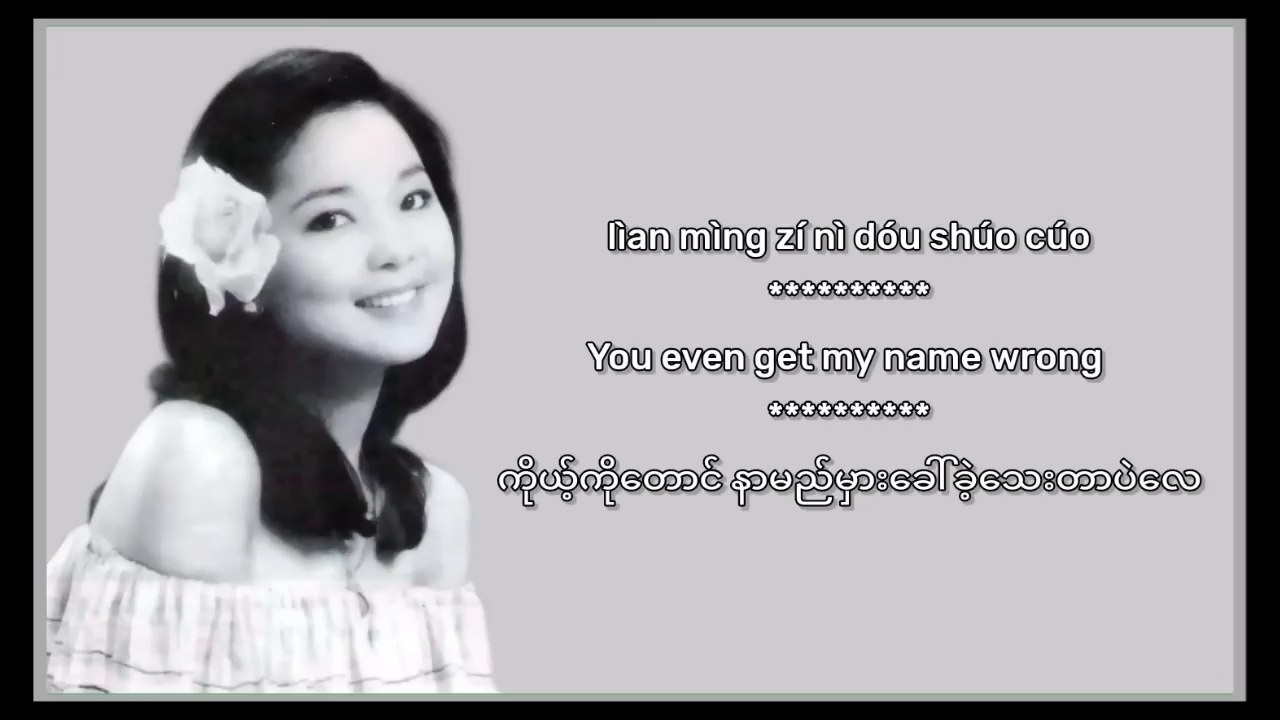 lìan mìng zí nì dóu shúo cúo
**********
You even get my name wrong
**********
ကိုယ့်ကိုတောင် နာမည်မှားခေါ်ခဲ့သေးတာပဲလေ